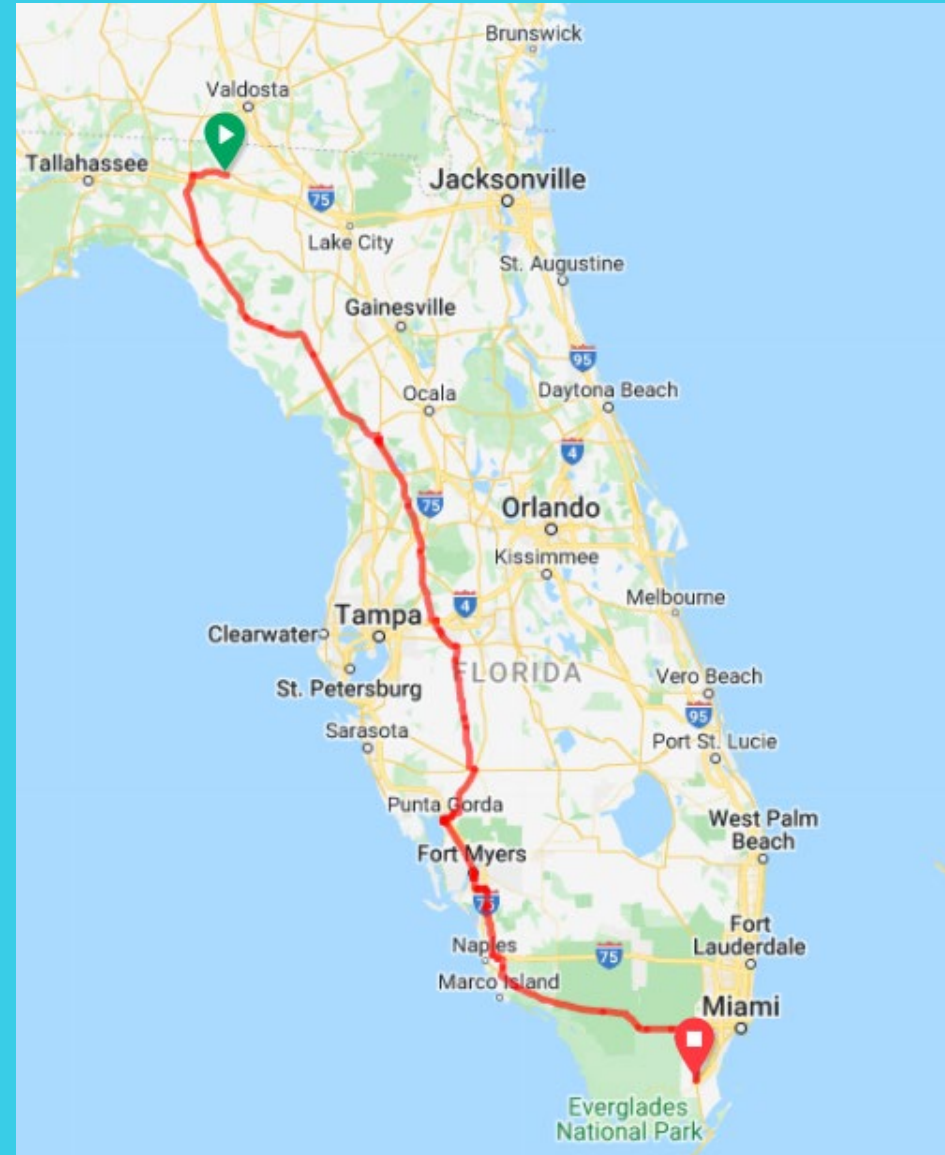 Brunswick
Valdosta
Tallahassee
Jacksonville
75
Lake City
St. Augustine
Gainesville
95
Ocala
Daytona Beach
4
75
Orlando
Kissimmee
4
Melbourne
Tampa
Clearwater
FLORIDA
Vero Beach
St. Petersburg
95
Sarasota
Port St. Lucie
Punta Gorda
West Palm
Beach
Fort Myers
75
Fort
Lauderdale
Naples
75
Marco Island
Miami
Everglades
National Park